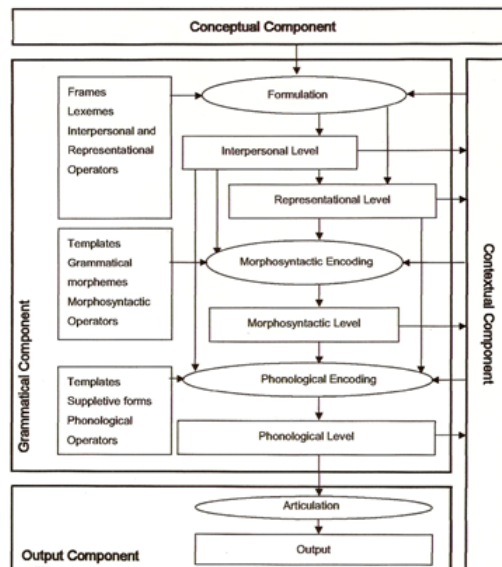 Conceptual Component
Frames
Lexemes
Interpersonal and
Representational
Operators
Formulation
Interpersonal Level
Representational Level
Templates
Grammatical
morphemes
Morphosyntactic
Operators
Morphosyntactic Encoding
Morphosyntactic Level
Templates
Suppletive forms
Phonological
Operators
Phonological Encoding
Phonological Level
Grammatical Component
Contextual Component
Articulation
Output
Output Component